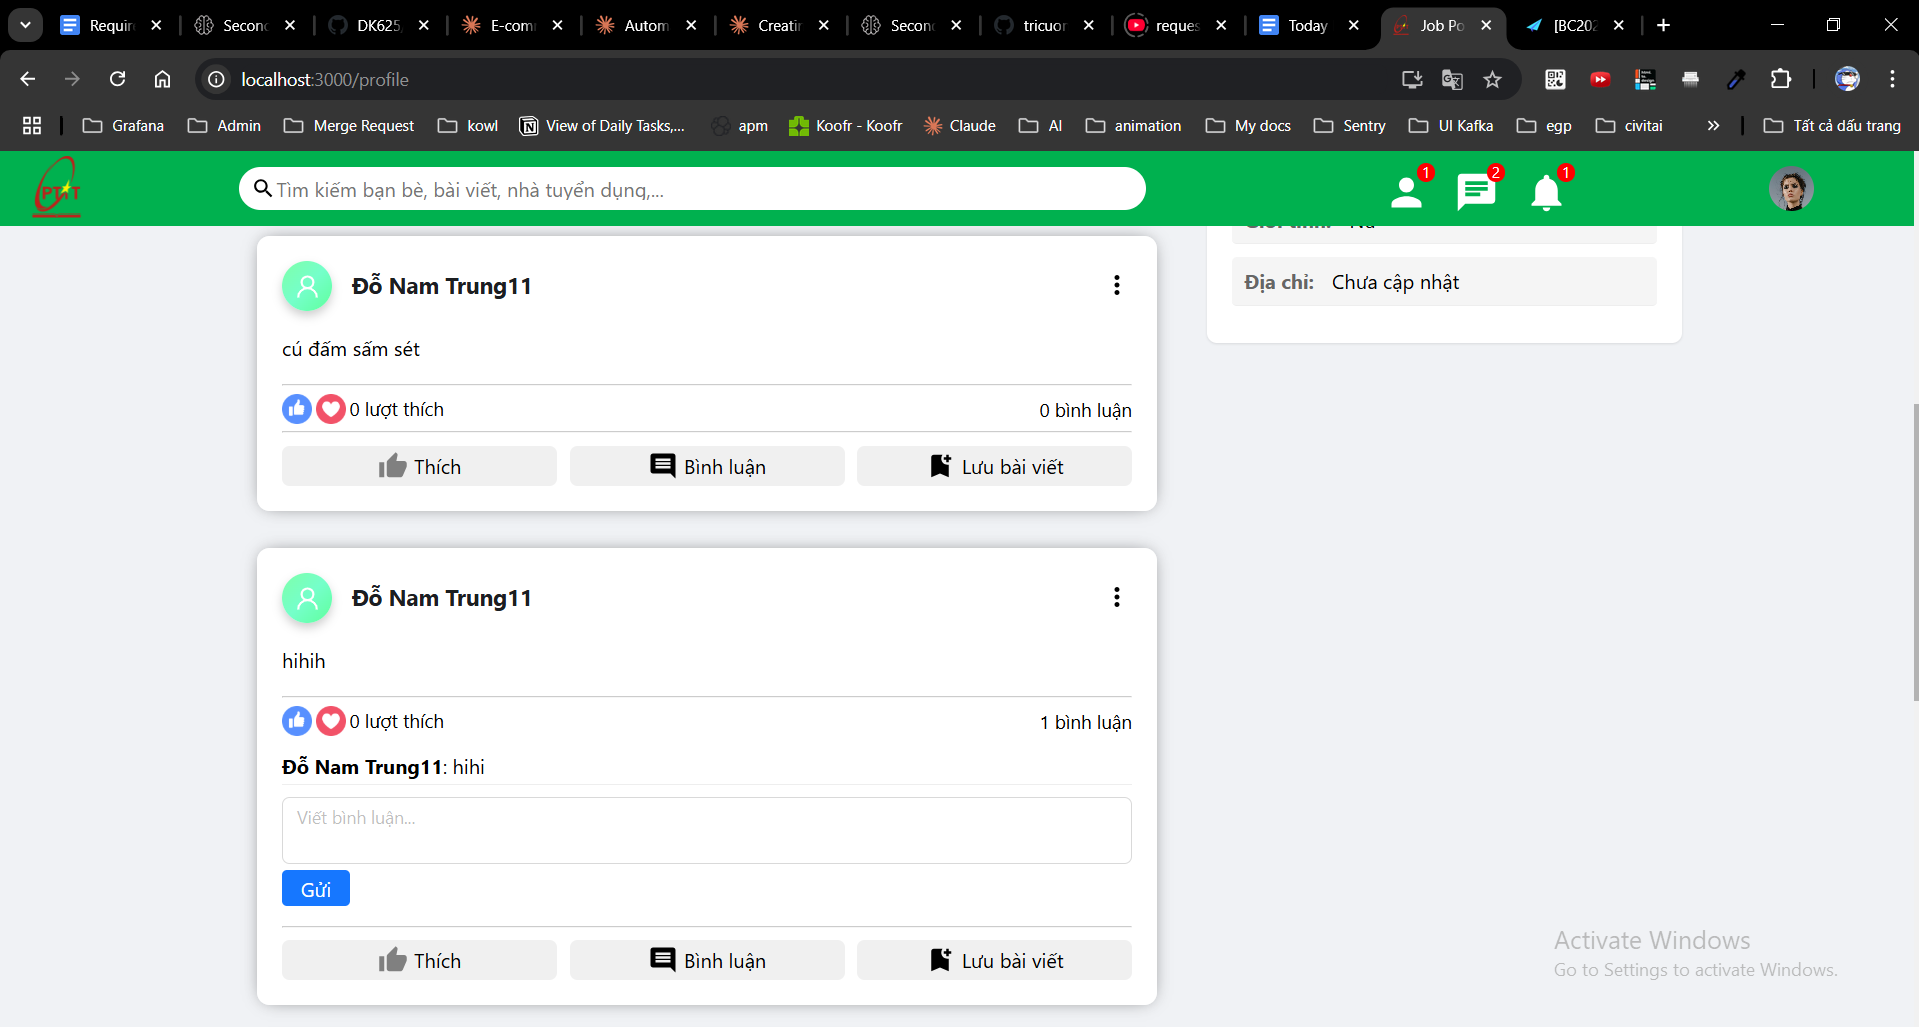 Requir
Second
DK625
E-com
Autom
Creatin
Second
tricuor
reques
Today
Job Po
[BC202
localhost:3000/profile
Grafana
Admin
Merge Request
kowl
View of Daily Tasks,...
apm
Koofr - Koofr
Claude
AI
animation
My docs
Sentry
UI Kafka
egp
civitai
Tất cả dấu trang
PTIT
Tìm kiếm bạn bè, bài viết, nhà tuyển dụng,...
1
2
1
Đỗ Nam Trung11
Địa chỉ: Chưa cập nhật
cú đấm sấm sét
0 lượt thích
0 bình luận
Thích
Bình luận
Lưu bài viết
Đỗ Nam Trung11
hihih
0 lượt thích
1 bình luận
Đỗ Nam Trung11: hihi
Viết bình luận...
Gửi
Thích
Bình luận
Lưu bài viết
Activate Windows
Go to Settings to activate Windows.